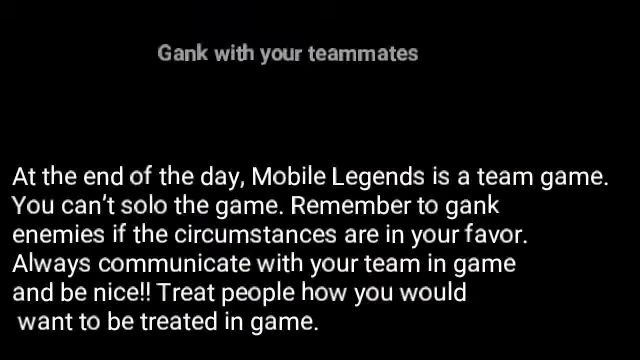 Gank with your teammates
At the end of the day, Mobile Legends is a team game.
You can't solo the game. Remember to gank
enemies if the circumstances are in your favor.
Always communicate with your team in game
and be nice!! Treat people how you would
want to be treated in game.